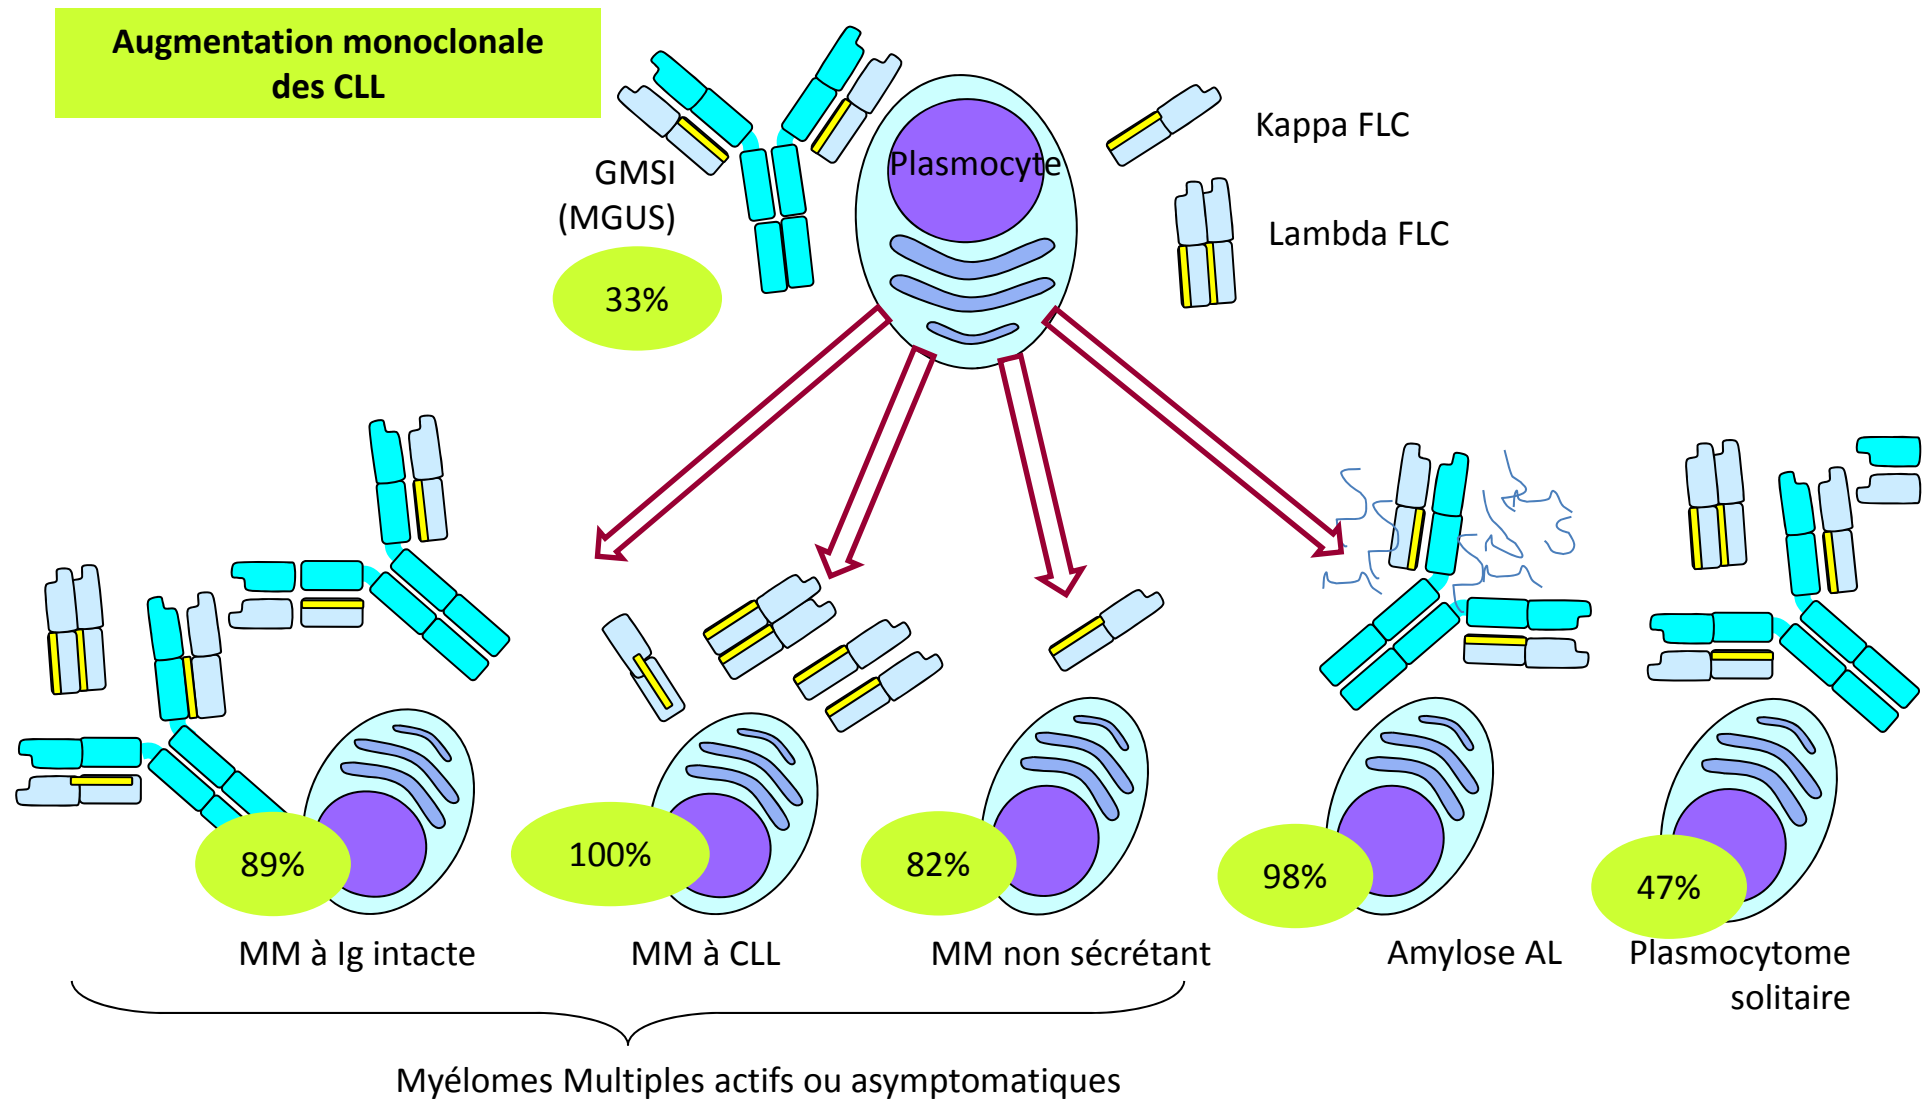 Augmentation monoclonale
des CLL
Plasmocyte
Kappa FLC
GMSI
(MGUS)
Lambda FLC
33%
89%
100%
82%
98%
47%
MM à Ig intacte
MM à CLL
MM non sécrétant
Amylose AL
Plasmocytome
solitaire
Myélomes Multiples actifs ou asymptomatiques